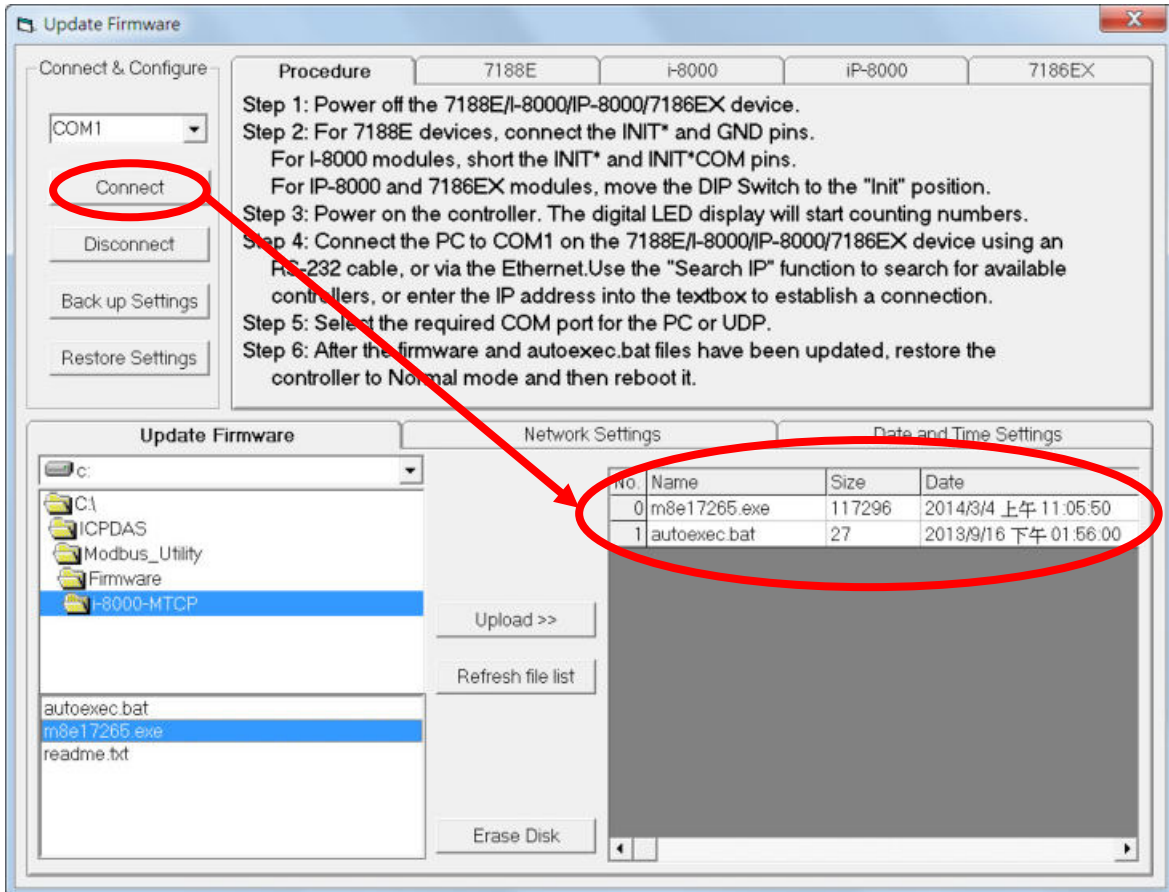 Update Firmware
Connect & Configure
COM1
Connect
Disconnect
Back up Settings
Restore Settings
Procedure 7188E i-8000 iP-8000 7186EX
Step 1: Power off the 7188E/I-8000/IP-8000/7186EX device.
Step 2: For 7188E devices, connect the INIT* and GND pins.
For I-8000 modules, short the INIT* and INIT*COM pins.
For IP-8000 and 7186EX modules, move the DIP Switch to the "Init" position.
Step 3: Power on the controller. The digital LED display will start counting numbers.
Step 4: Connect the PC to COM1 on the 7188E/I-8000/IP-8000/7186EX device using an
RS-232 cable, or via the Ethernet.Use the "Search IP" function to search for available
controllers, or enter the IP address into the textbox to establish a connection.
Step 5: Select the required COM port for the PC or UDP.
Step 6: After the firmware and autoexec.bat files have been updated, restore the
controller to Normal mode and then reboot it.
Update Firmware Network Settings Date and Time Settings
c:
C:\
ICPDAS
Modbus_Utility
Firmware
i-8000-MTCP
autoexec.bat
m8e17265.exe
readme.txt
Upload >>
Refresh file list
Erase Disk
No. Name Size Date
0 m8e17265.exe 117296 2014/3/4 上午 11:05:50
1 autoexec.bat 27 2013/9/16 下午 01:56:00